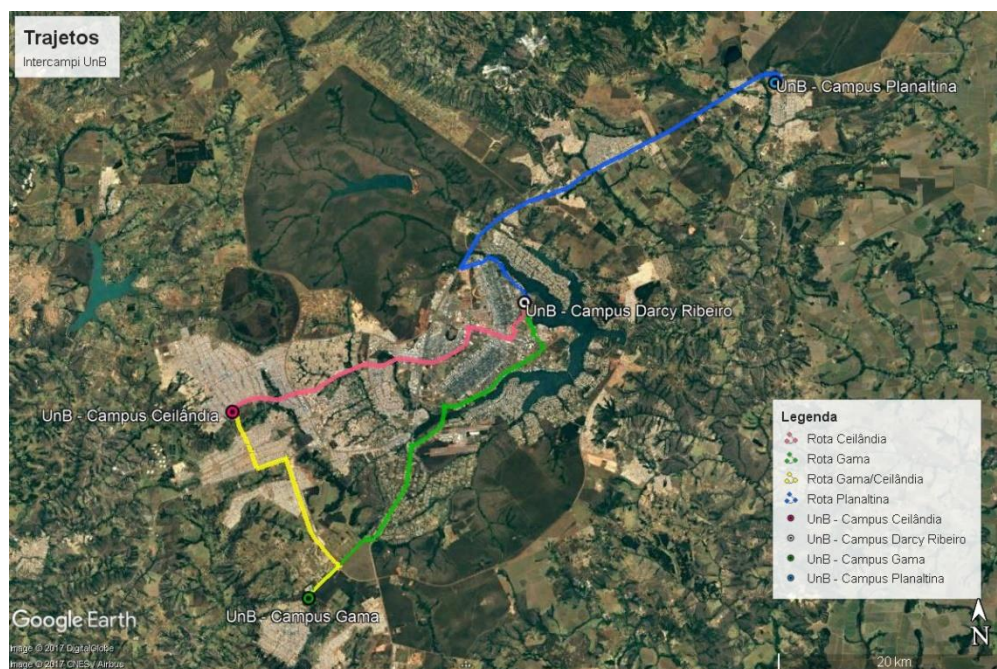 Trajetos
Intercampi UnB
UnB - Campus Planaltina
UnB - Campus Darcy Ribeiro
UnB - Campus Ceilândia
UnB - Campus Gama
Legenda
Rota Ceilândia
Rota Gama
Rota Gama/Ceilândia
Rota Planaltina
UnB - Campus Ceilândia
UnB - Campus Darcy Ribeiro
UnB - Campus Gama
UnB - Campus Planaltina
Google Earth
Image © 2017 DigitalGlobe
Image © 2017 CNES / Airbus
20 km
N